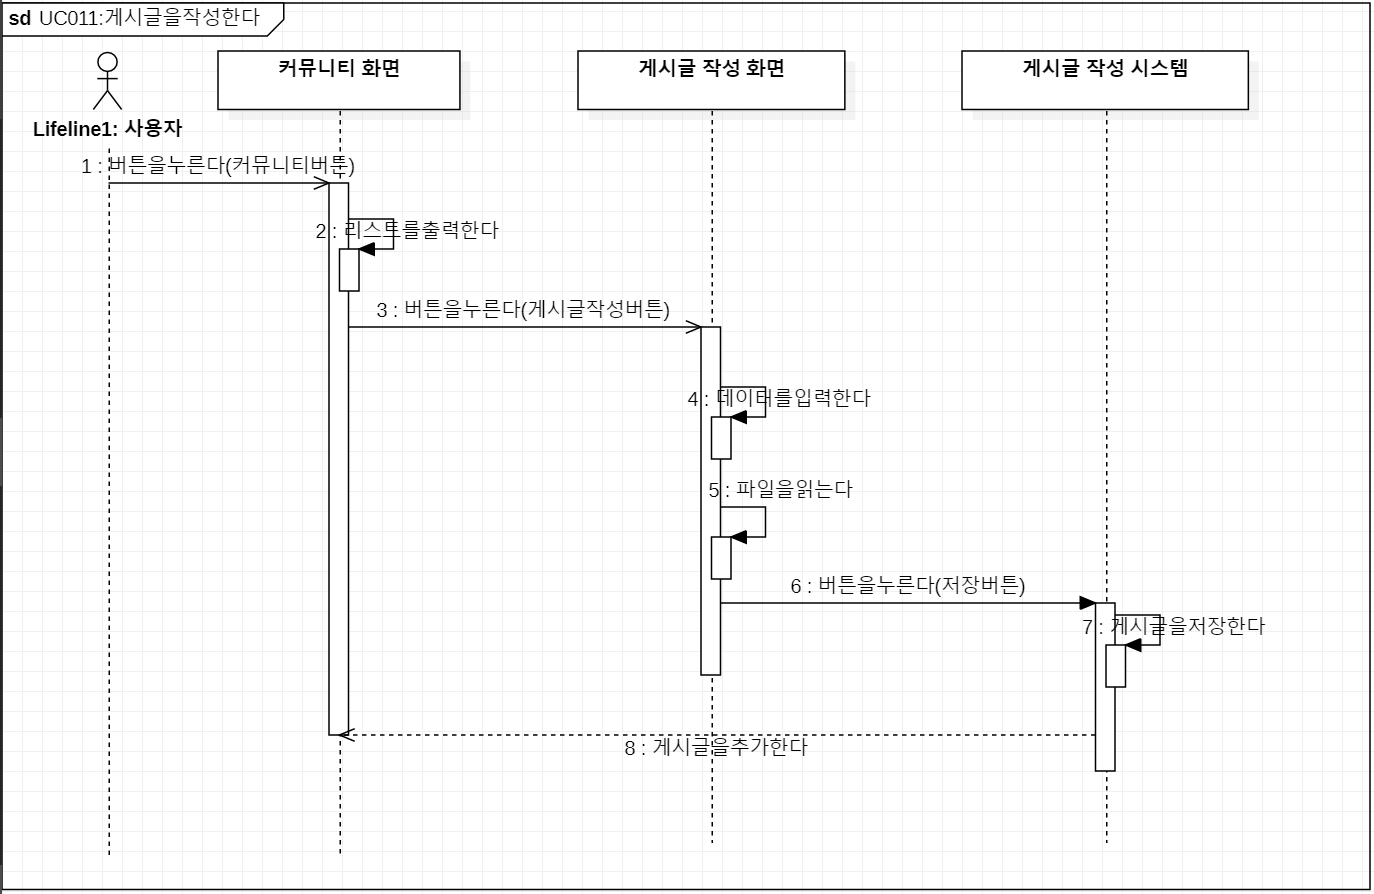 sd UC011:게시글을작성한다
커뮤니티 화면
게시글 작성 화면
게시글 작성 시스템
Lifeline1: 사용자
1 : 버튼을누른다(커뮤니티버튼)
2 : 리스트를출력한다
3 : 버튼을누른다(게시글작성버튼)
4 : 데이터를입력한다
5 : 파일을읽는다
6 : 버튼을누른다(저장버튼)
7 : 게시글을저장한다
8 : 게시글을추가한다